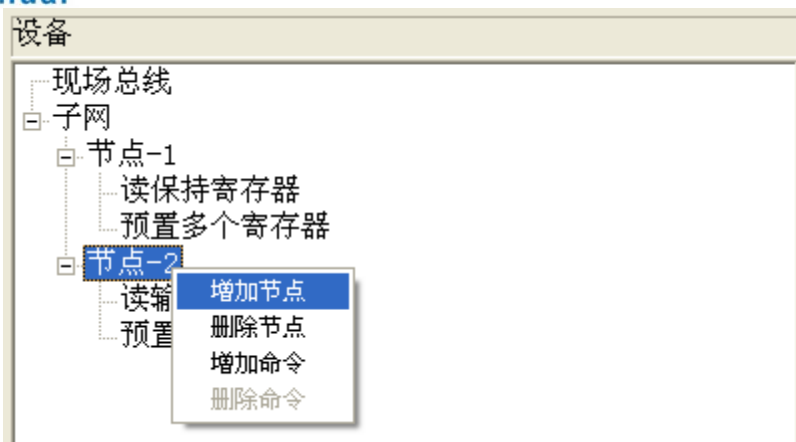 设备
现场总线
子网
节点-1
读保持寄存器
预置多个寄存器
节点-2
读输
预置
增加节点
删除节点
增加命令
删除命令